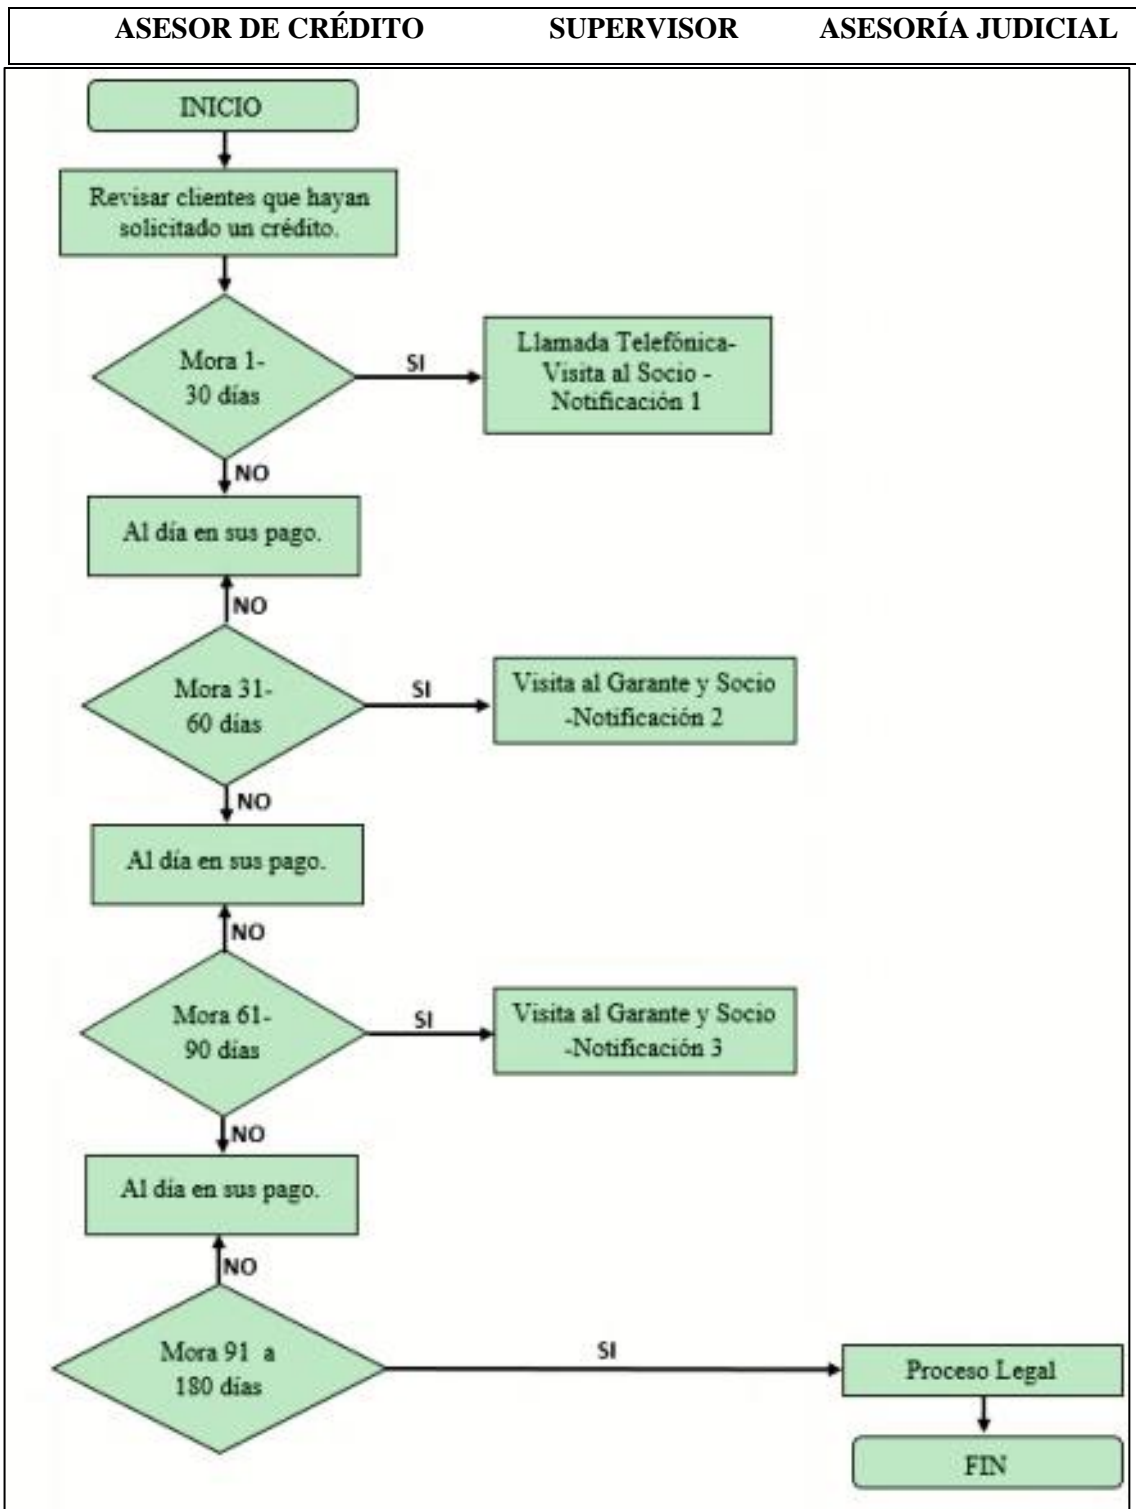 ASESOR DE CRÉDITO SUPERVISOR ASESORÍA JUDICIAL
INICIO
Revisar clientes que hayan
solicitado un crédito.
Mora 1-
30 días
SI
Llamada Telefónica-
Visita al Socio -
Notificación 1
NO
Al día en sus pago.
NO
Mora 31-
60 días
SI
Visita al Garante y Socio
-Notificación 2
NO
Al día en sus pago.
NO
Mora 61-
90 días
SI
Visita al Garante y Socio
-Notificación 3
NO
Al día en sus pago.
NO
Mora 91 a
180 días
SI
Proceso Legal
FIN